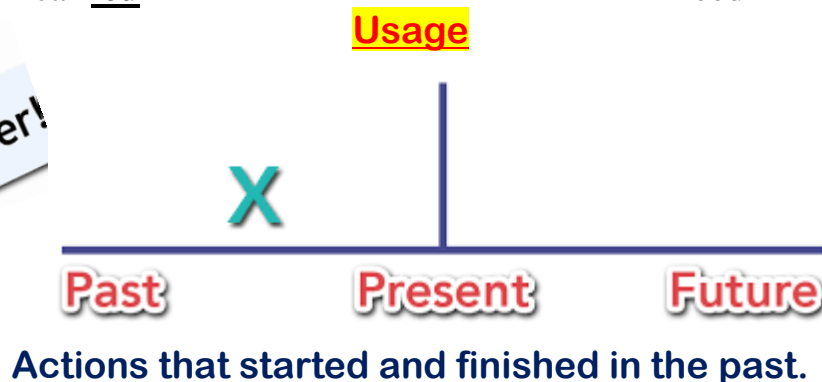 Usage
er!
X
Past Present Future
Actions that started and finished in the past.